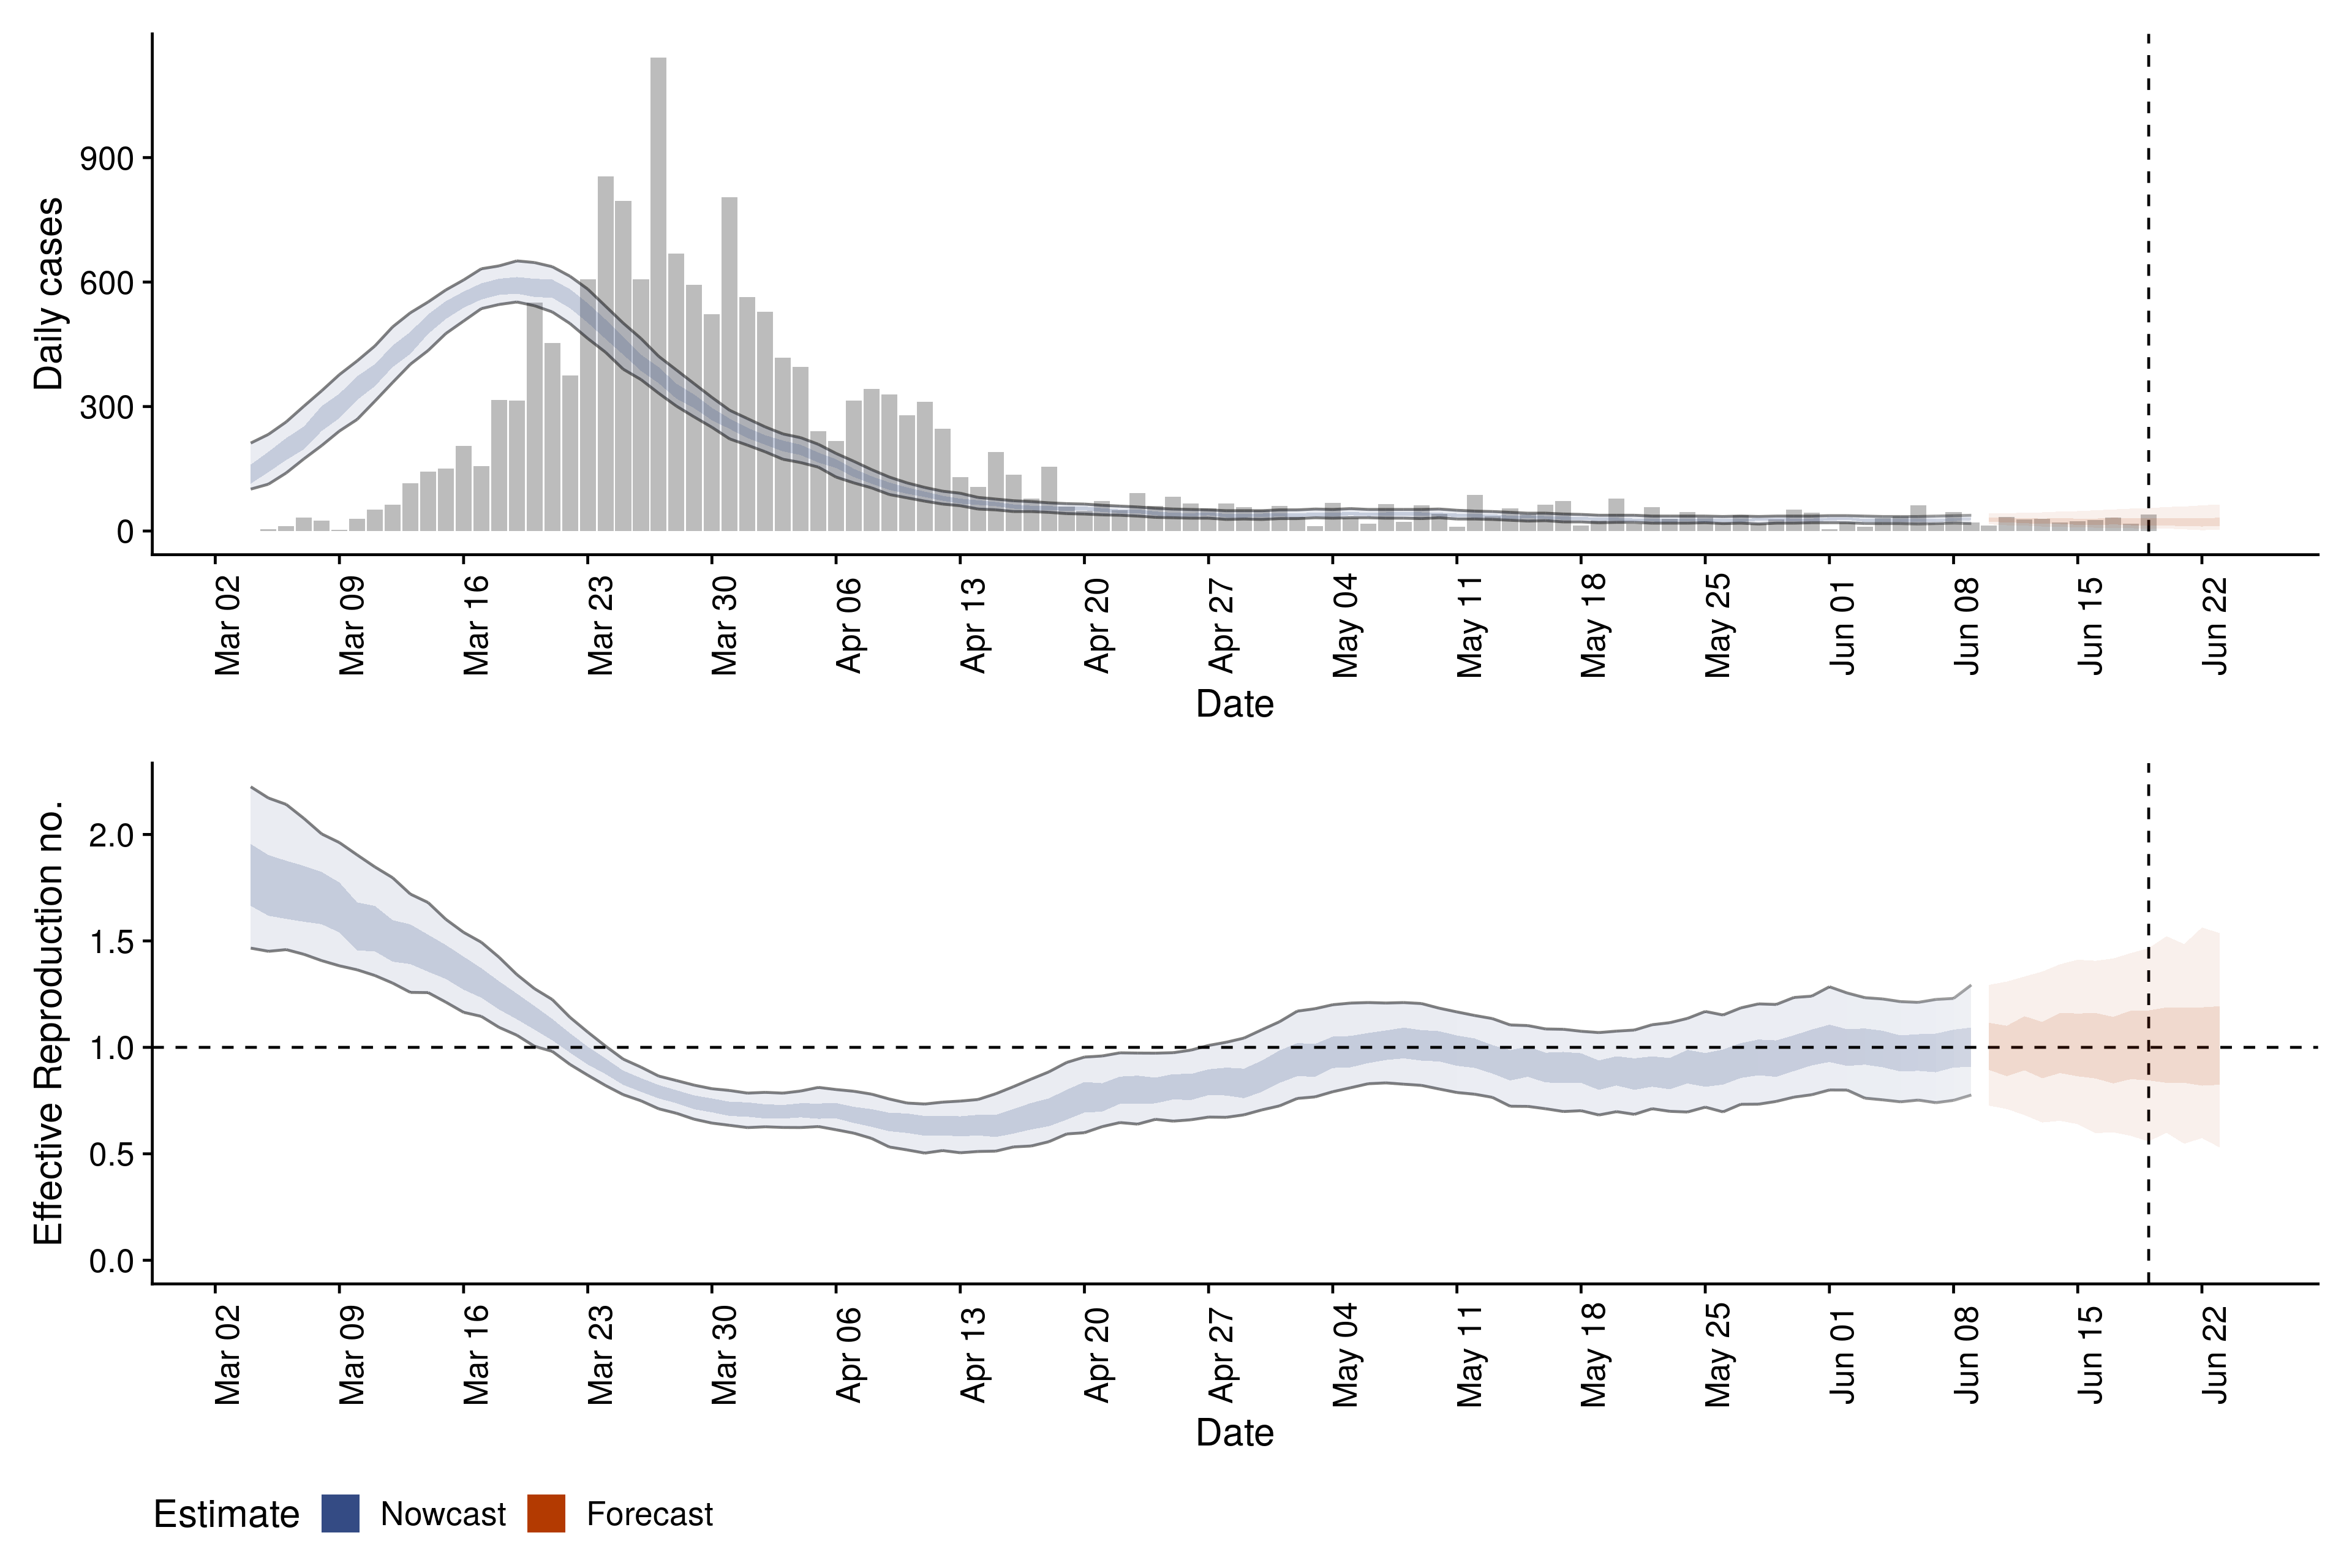 Daily cases
900
600
300
0
Mar 02
Mar 09
Mar 16
Mar 23
Mar 30
Apr 06
Apr 13
Apr 20
Apr 27
May 04
May 11
May 18
May 25
Jun 01
Jun 08
Jun 15
Jun 22
Date
Effective Reproduction no.
2.0
1.5
1.0
0.5
0.0
Mar 02
Mar 09
Mar 16
Mar 23
Mar 30
Apr 06
Apr 13
Apr 20
Apr 27
May 04
May 11
May 18
May 25
Jun 01
Jun 08
Jun 15
Jun 22
Date
Estimate Nowcast Forecast